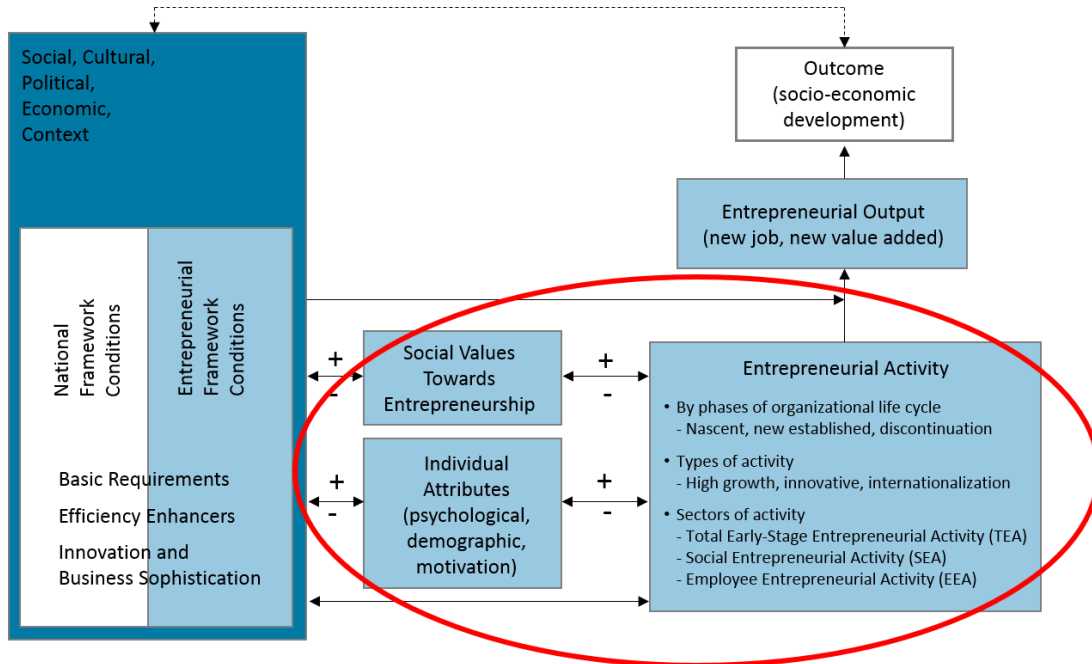 Social, Cultural,
Political,
Economic,
Context
National
Framework
Conditions
Entrepreneurial
Framework
Conditions
Basic Requirements
Efficiency Enhancers
Innovation and
Business Sophistication
Outcome
(socio-economic
development)
Entrepreneurial Output
(new job, new value added)
+
-
Social Values
Towards
Entrepreneurship
+
-
+
-
Individual
Attributes
(psychological,
demographic,
motivation)
+
-
Entrepreneurial Activity
• By phases of organizational life cycle
- Nascent, new established, discontinuation
• Types of activity
- High growth, innovative, internationalization
• Sectors of activity
- Total Early-Stage Entrepreneurial Activity (TEA)
- Social Entrepreneurial Activity (SEA)
- Employee Entrepreneurial Activity (EEA)